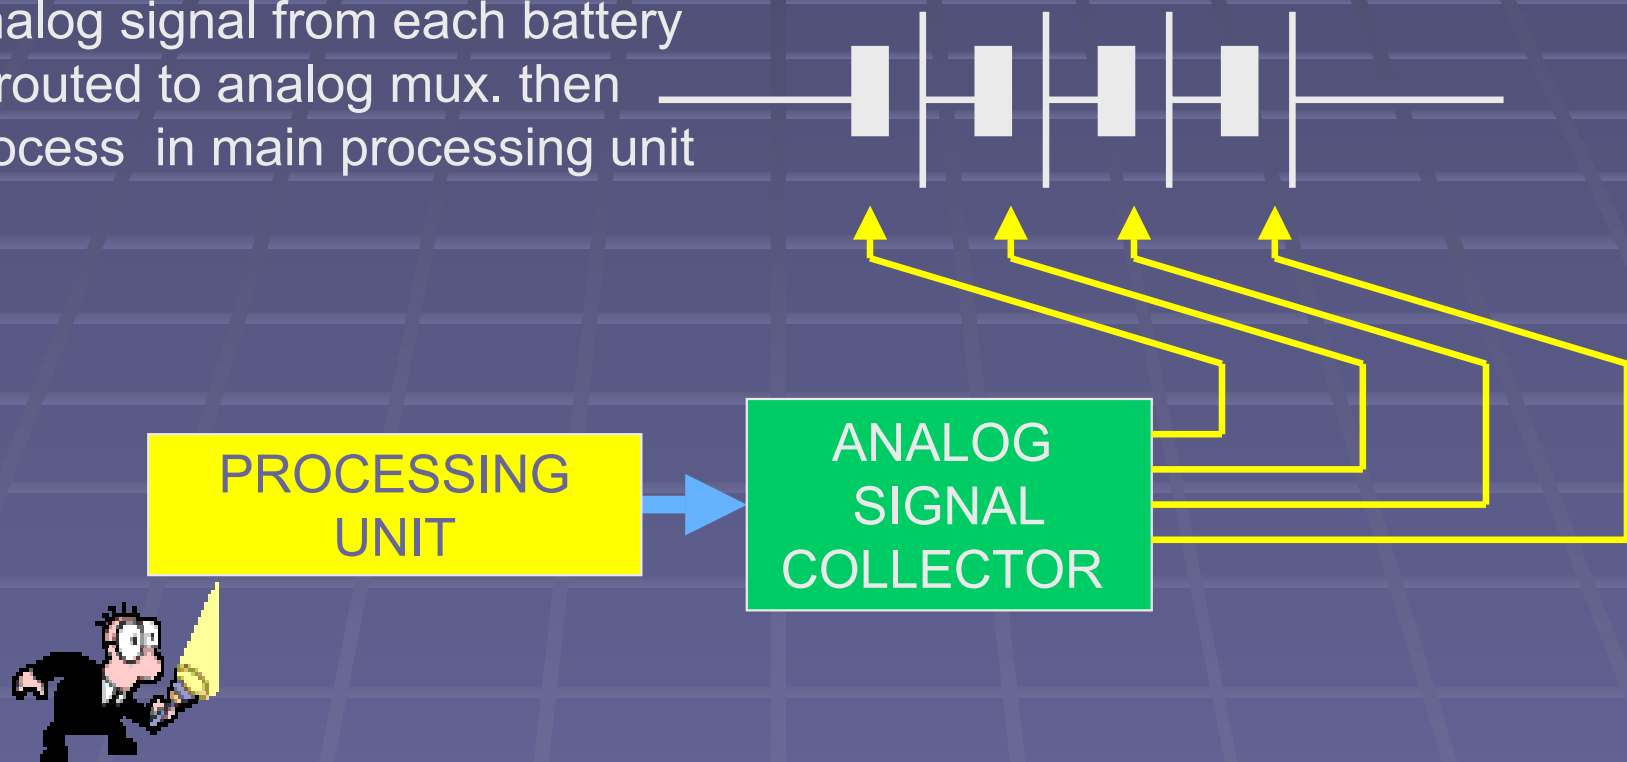 nalog signal from each battery
routed to analog mux. then
ocess in main processing unit
PROCESSING
UNIT
ANALOG
SIGNAL
COLLECTOR